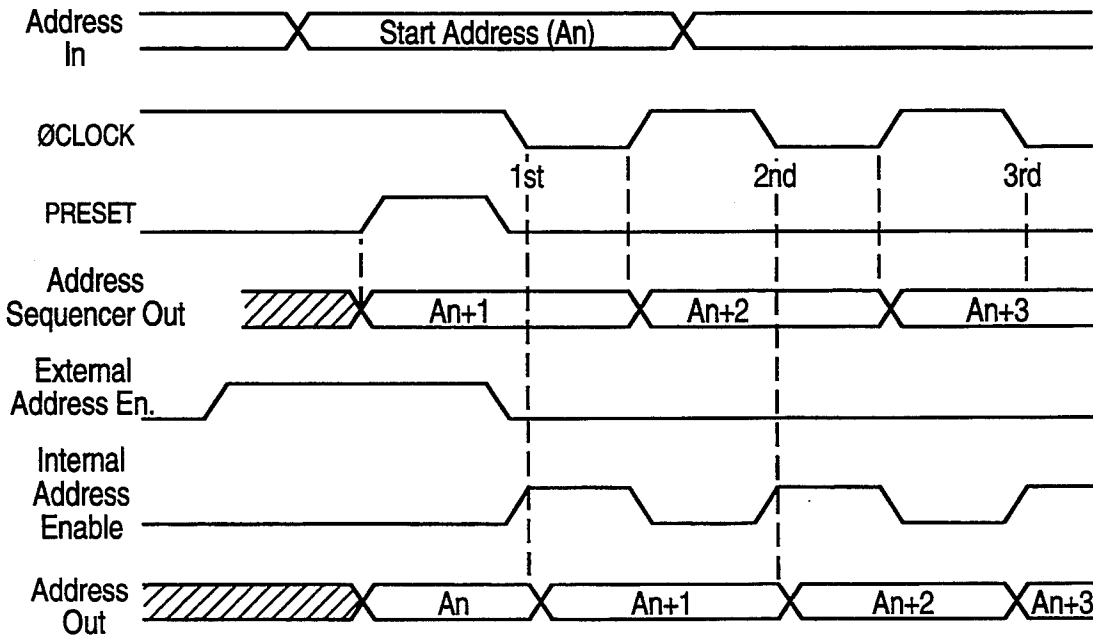 Address
In
Start Address (An)
ØCLOCK
1st
2nd
3rd
PRESET
Address
Sequencer Out
An+1
An+2
An+3
External
Address En.
Internal
Address
Enable
Address
Out
An
An+1
An+2
An+3